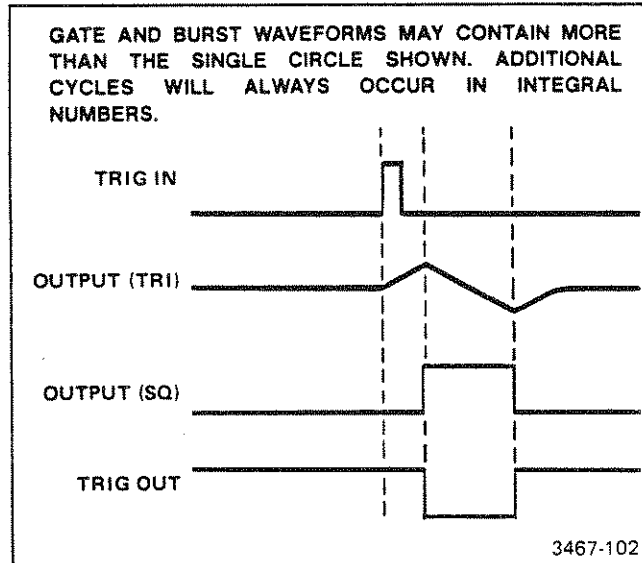 GATE AND BURST WAVEFORMS MAY CONTAIN MORE
THAN THE SINGLE CIRCLE SHOWN. ADDITIONAL
CYCLES WILL ALWAYS OCCUR IN INTEGRAL
NUMBERS.
TRIG IN
OUTPUT (TRI)
OUTPUT (SQ)
TRIG OUT
3467-102